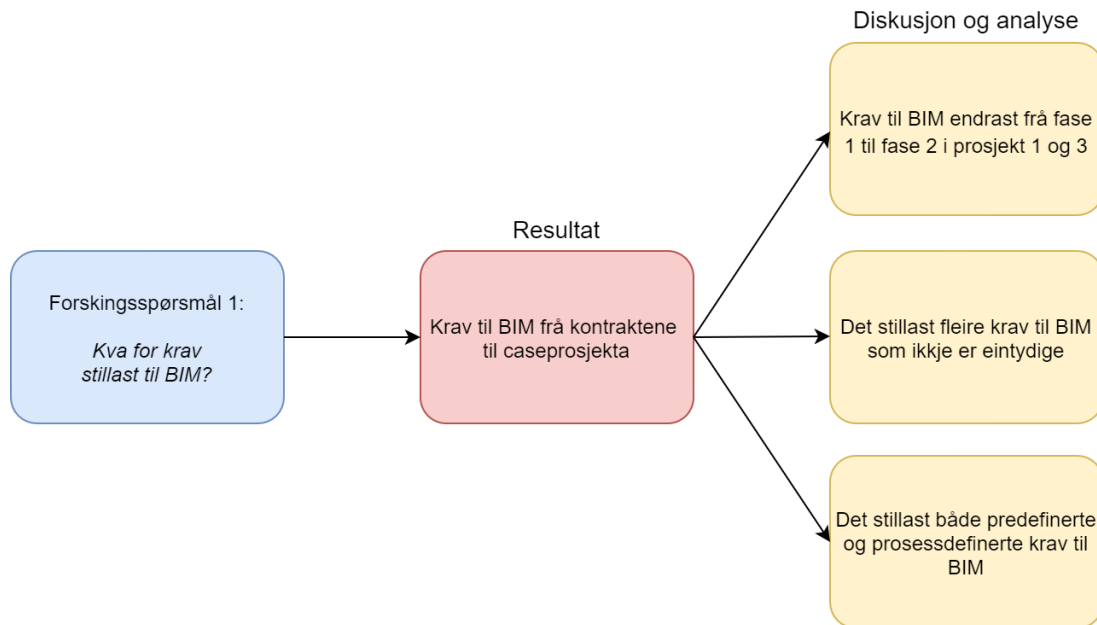 Diskusjon og analyse
Krav til BIM endrast frå fase
1 til fase 2 i prosjekt 1 og 3
Resultat
Forskingsspørsmål 1:
Kva for krav
stillast til BIM?
Krav til BIM frå kontraktene
til caseprosjekta
Det stillast fleire krav til BIM
som ikkje er eintydige
Det stillast både predefinerte
og prosessdefinerte krav til
BIM